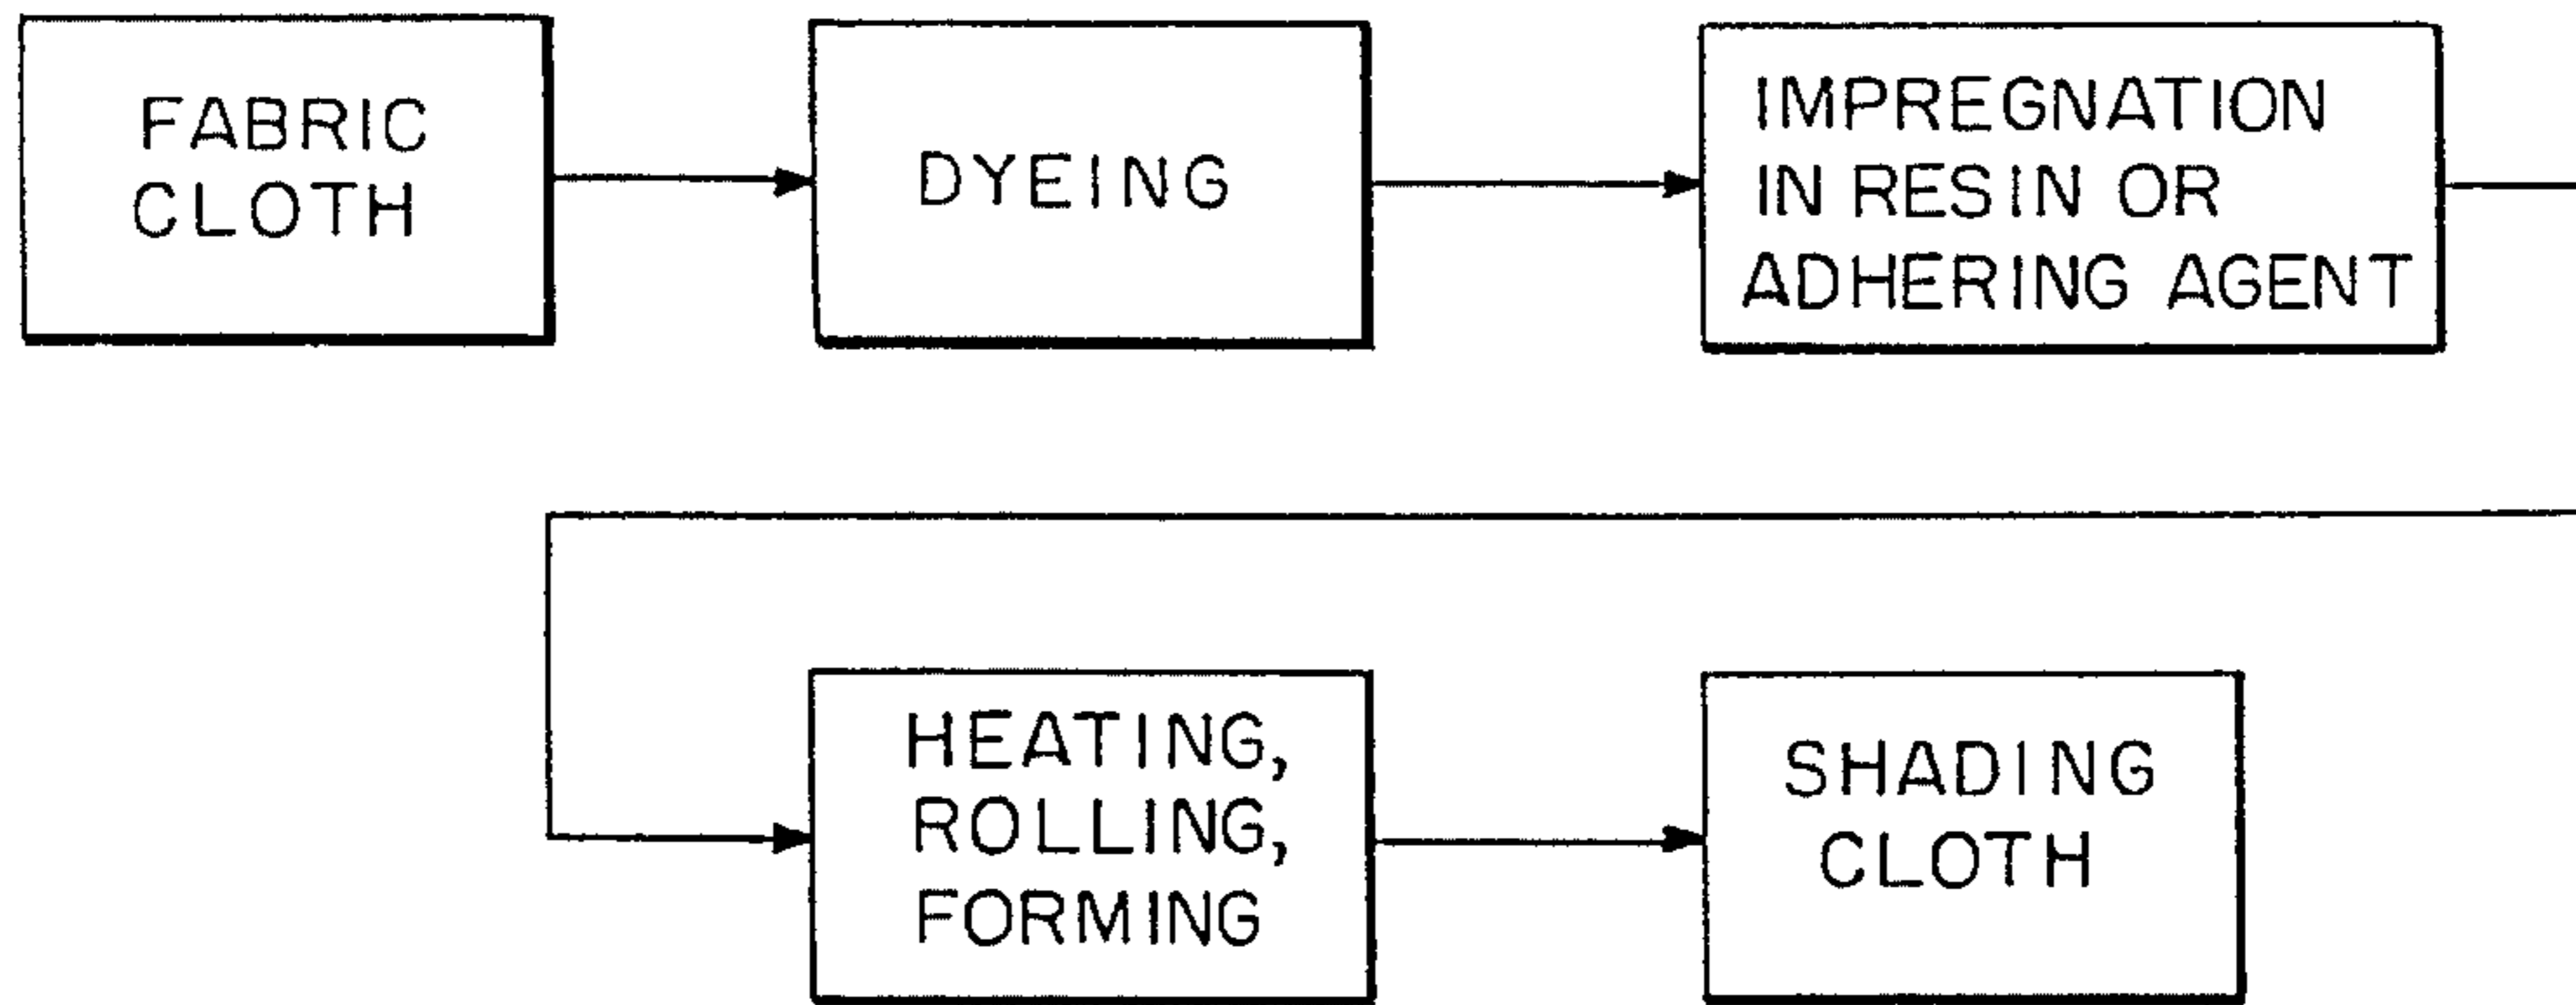 FABRIC
CLOTH
DYEING
IMPREGNATION
IN RESIN OR
ADHERING AGENT
HEATING,
ROLLING,
FORMING
SHADING
CLOTH